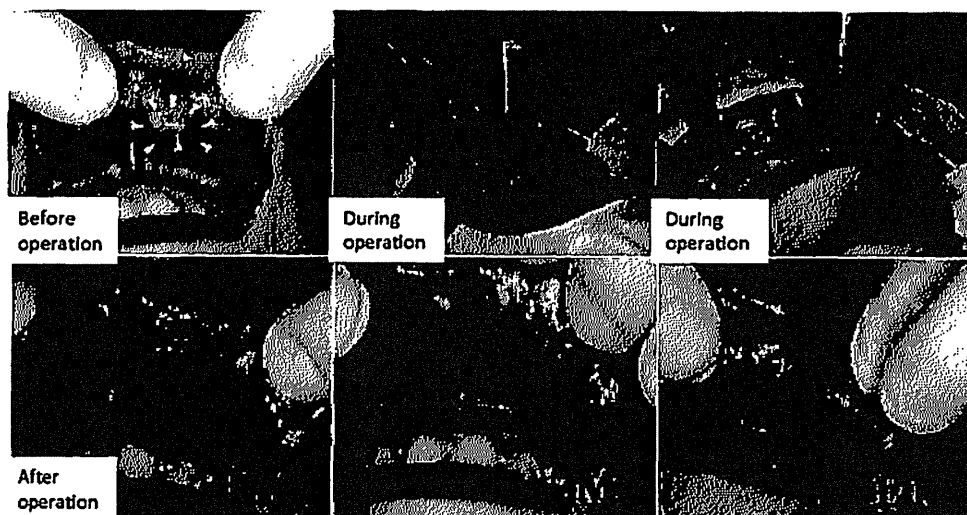 Before
operation
During
operation
During
operation
After
operation